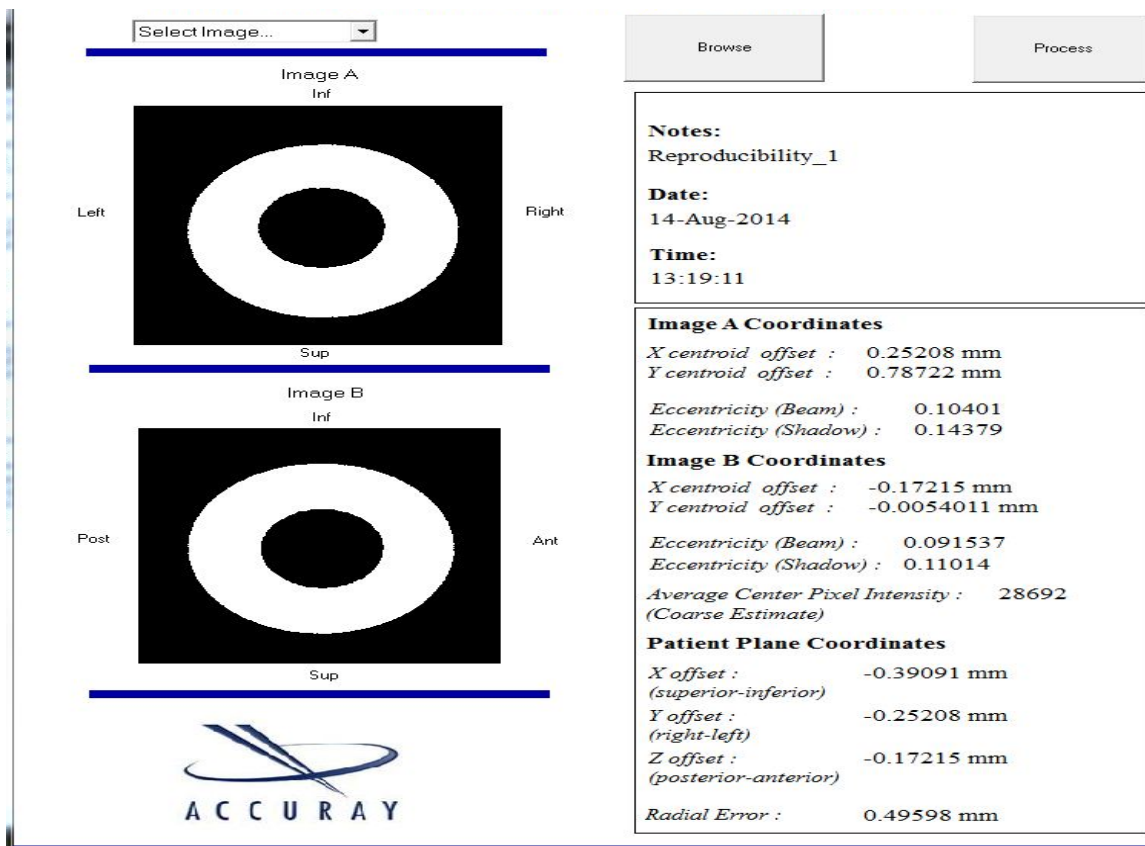 Select Image...
Browse
Process
Image A
Inf
Left
Right
Sup
Image B
Inf
Post
Ant
Sup
ACCURAY
Notes:
Reproducibility_1
Date:
14-Aug-2014
Time:
13:19:11
Image A Coordinates
X centroid offset : 0.25208 mm
Y centroid offset : 0.78722 mm
Eccentricity (Beam) : 0.10401
Eccentricity (Shadow) : 0.14379
Image B Coordinates
X centroid offset : -0.17215 mm
Y centroid offset : -0.0054011 mm
Eccentricity (Beam) : 0.091537
Eccentricity (Shadow) : 0.11014
Average Center Pixel Intensity : 28692
(Coarse Estimate)
Patient Plane Coordinates
X offset : -0.39091 mm
(superior-inferior)
Y offset : -0.25208 mm
(right-left)
Z offset : -0.17215 mm
(posterior-anterior)
Radial Error : 0.49598 mm